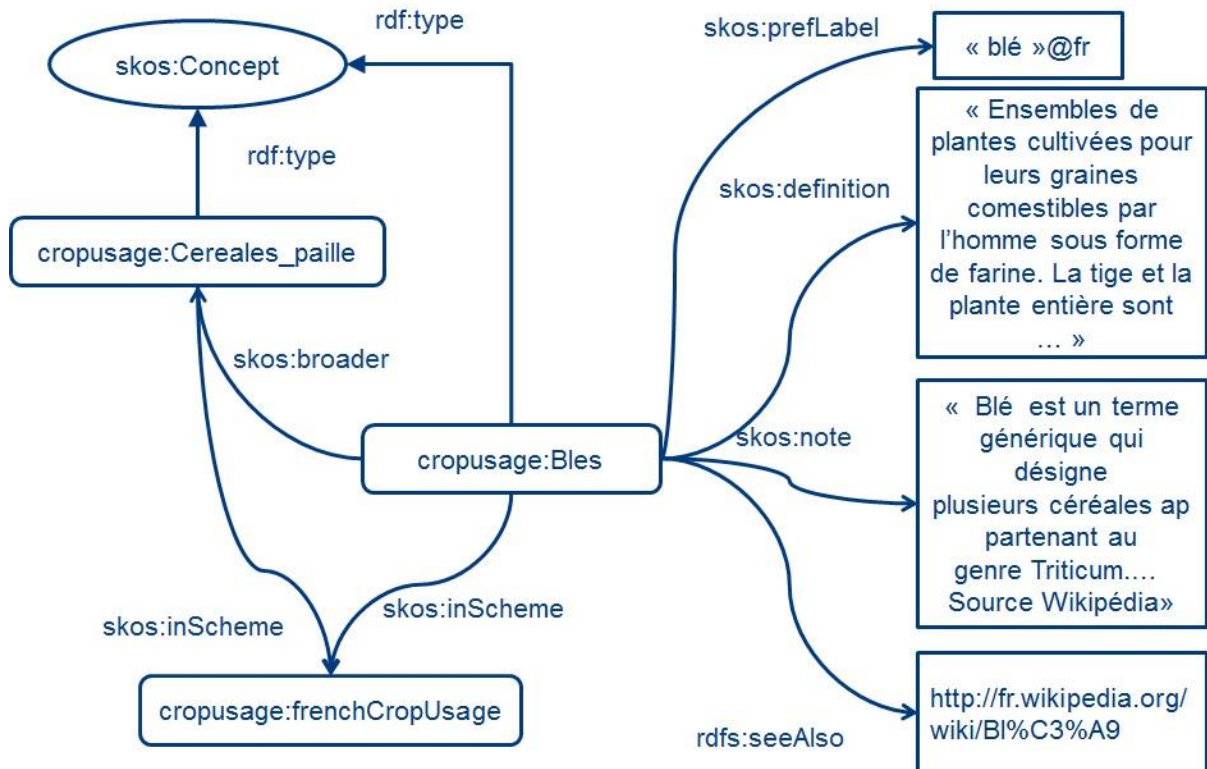 rdf:type
skos:prefLabel
« blé »@fr
skos:Concept
« Ensembles de
plantes cultivées pour
leurs graines
comestibles par
l’homme sous forme
de farine. La tige et la
plante entière sont
… »
rdf:type
skos:definition
cropusage:Cereales_paille
skos:broader
« Blé est un terme
générique qui
désigne
plusieurs céréales ap
partenant au
genre Triticum....
Source Wikipédia»
skos:note
cropusage:Bles
skos:inScheme
skos:inScheme
cropusage:frenchCropUsage
rdfs:seeAlso
http://fr.wikipedia.org/
wiki/Bl%C3%A9